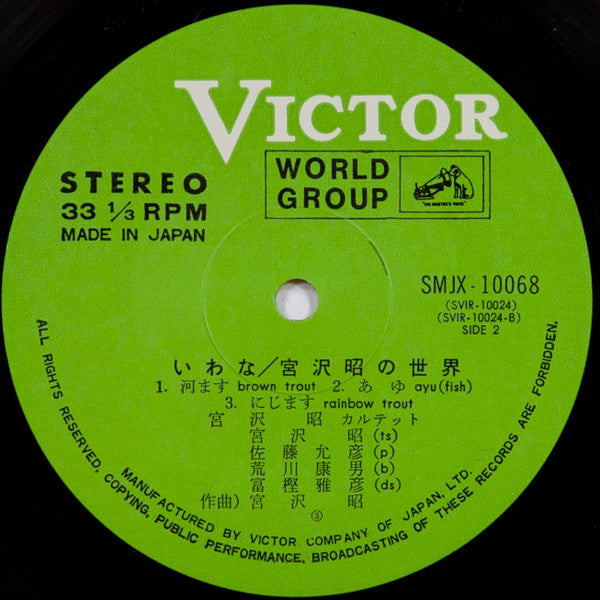 VICTOR
WORLD
GROUP
"HIS MASTER'S VOICE"
STEREO
33 1/3 RPM
MADE IN JAPAN
SMJX-10068
(SVIR-10024)
(SVIR-10024-B)
SIDE 2
いわな/宮沢昭の世界
1. 河ます brown trout 2. あゆ ayu(fish)
3. にじます rainbow trout
宮沢 昭 カルテット
宮沢 昭(ts)
佐藤允彦(p)
荒川康男(b)
富樫雅彦(ds)
作曲)宮沢 昭
③
ALL RIGHTS RESERVED, COPYING, PUBLIC PERFORMANCE, BROADCASTING OF THESE RECORDS ARE FORBIDDEN.
MANUFACTURED BY VICTOR COMPANY OF JAPAN, LTD.